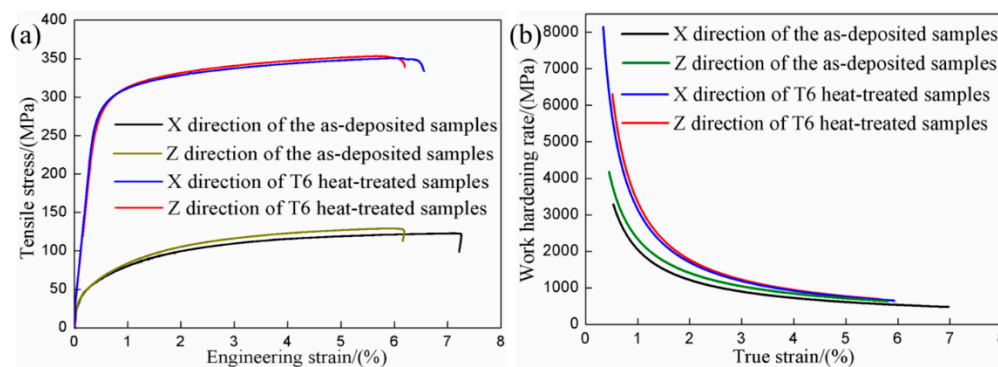 (a)
400
350
300
250
200
150
100
50
0
Tensile stress/(MPa)
X direction of the as-deposited samples
Z direction of the as-deposited samples
X direction of T6 heat-treated samples
Z direction of T6 heat-treated samples
0 1 2 3 4 5 6 7 8
Engineering strain/(%)
(b)
8000
7000
6000
5000
4000
3000
2000
1000
0
Work hardening rate/(MPa)
X direction of the as-deposited samples
Z direction of the as-deposited samples
X direction of T6 heat-treated samples
Z direction of T6 heat-treated samples
0 1 2 3 4 5 6 7 8
True strain/(%)